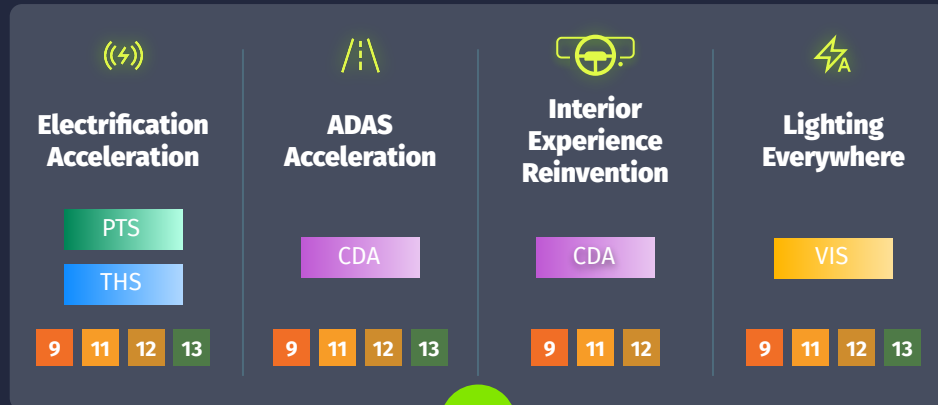 Electrification
Acceleration
PTS
THS
9 11 12 13
ADAS
Acceleration
CDA
9 11 12 13
Interior
Experience
Reinvention
CDA
9 11 12
A
Lighting
Everywhere
VIS
9 11 12 13